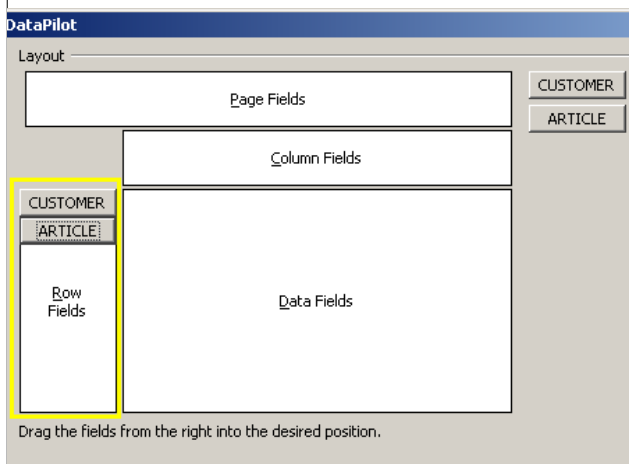 DataPilot
Layout
Page Fields
CUSTOMER
ARTICLE
Column Fields
CUSTOMER
ARTICLE
Row
Fields
Data Fields
Drag the fields from the right into the desired position.